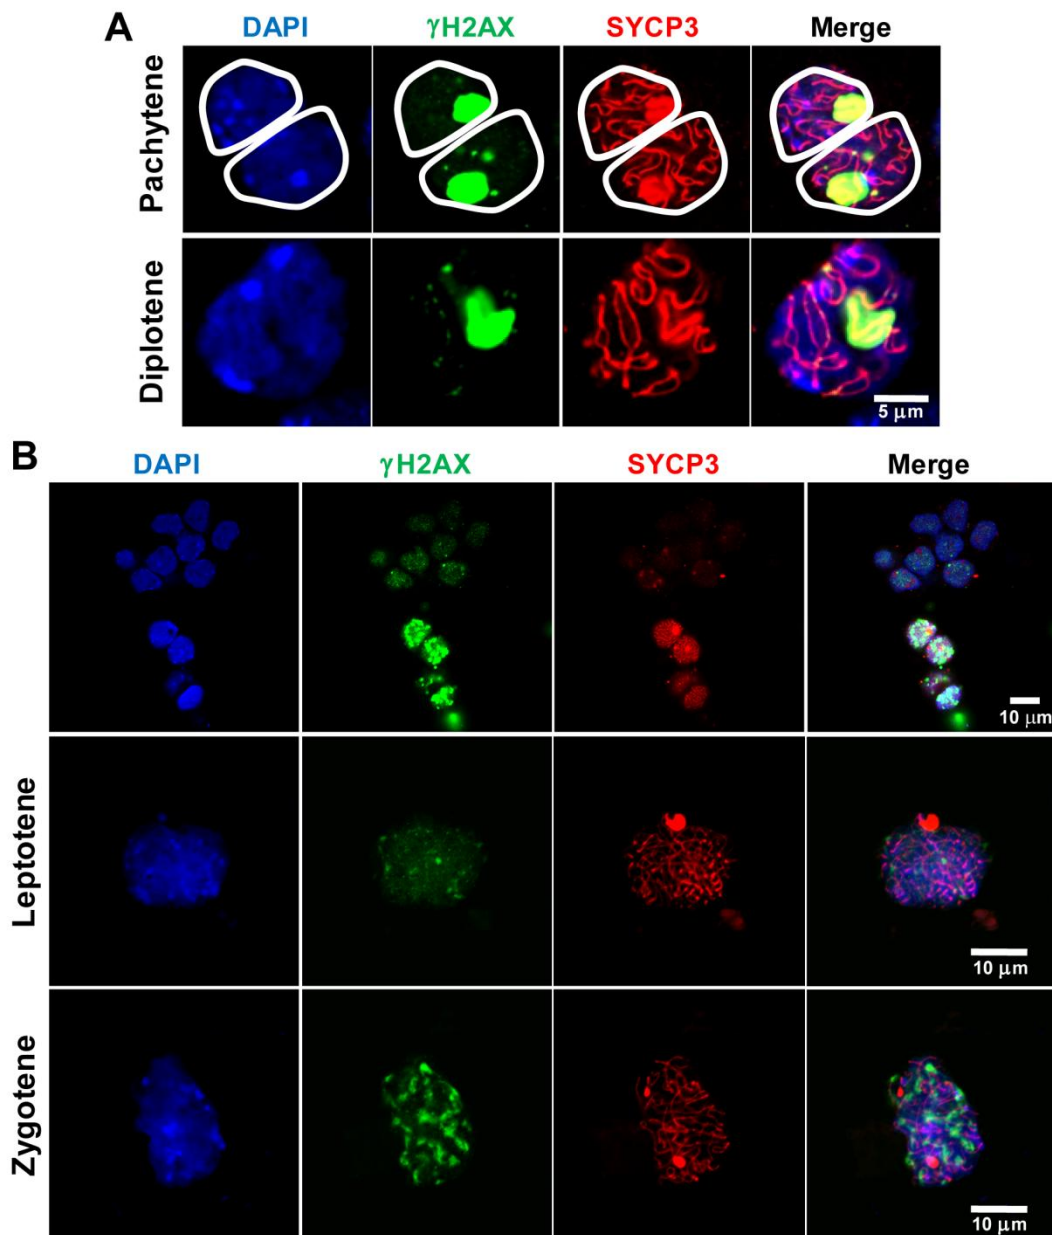 A
DAPI γH2AX SYCP3 Merge
Pachytene
Diplotene
5 μm
B
DAPI γH2AX SYCP3 Merge
10 μm
Leptotene
10 μm
Zygotene
10 μm